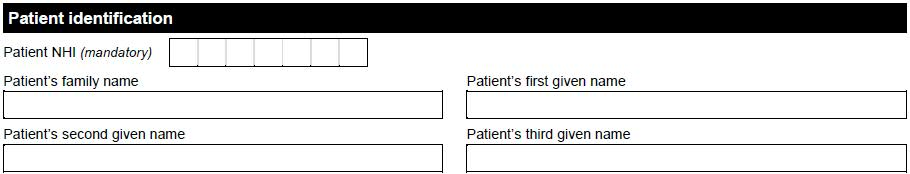 Patient identification
Patient NHI (mandatory)
Patient's family name
Patient's first given name
Patient's second given name
Patient's third given name